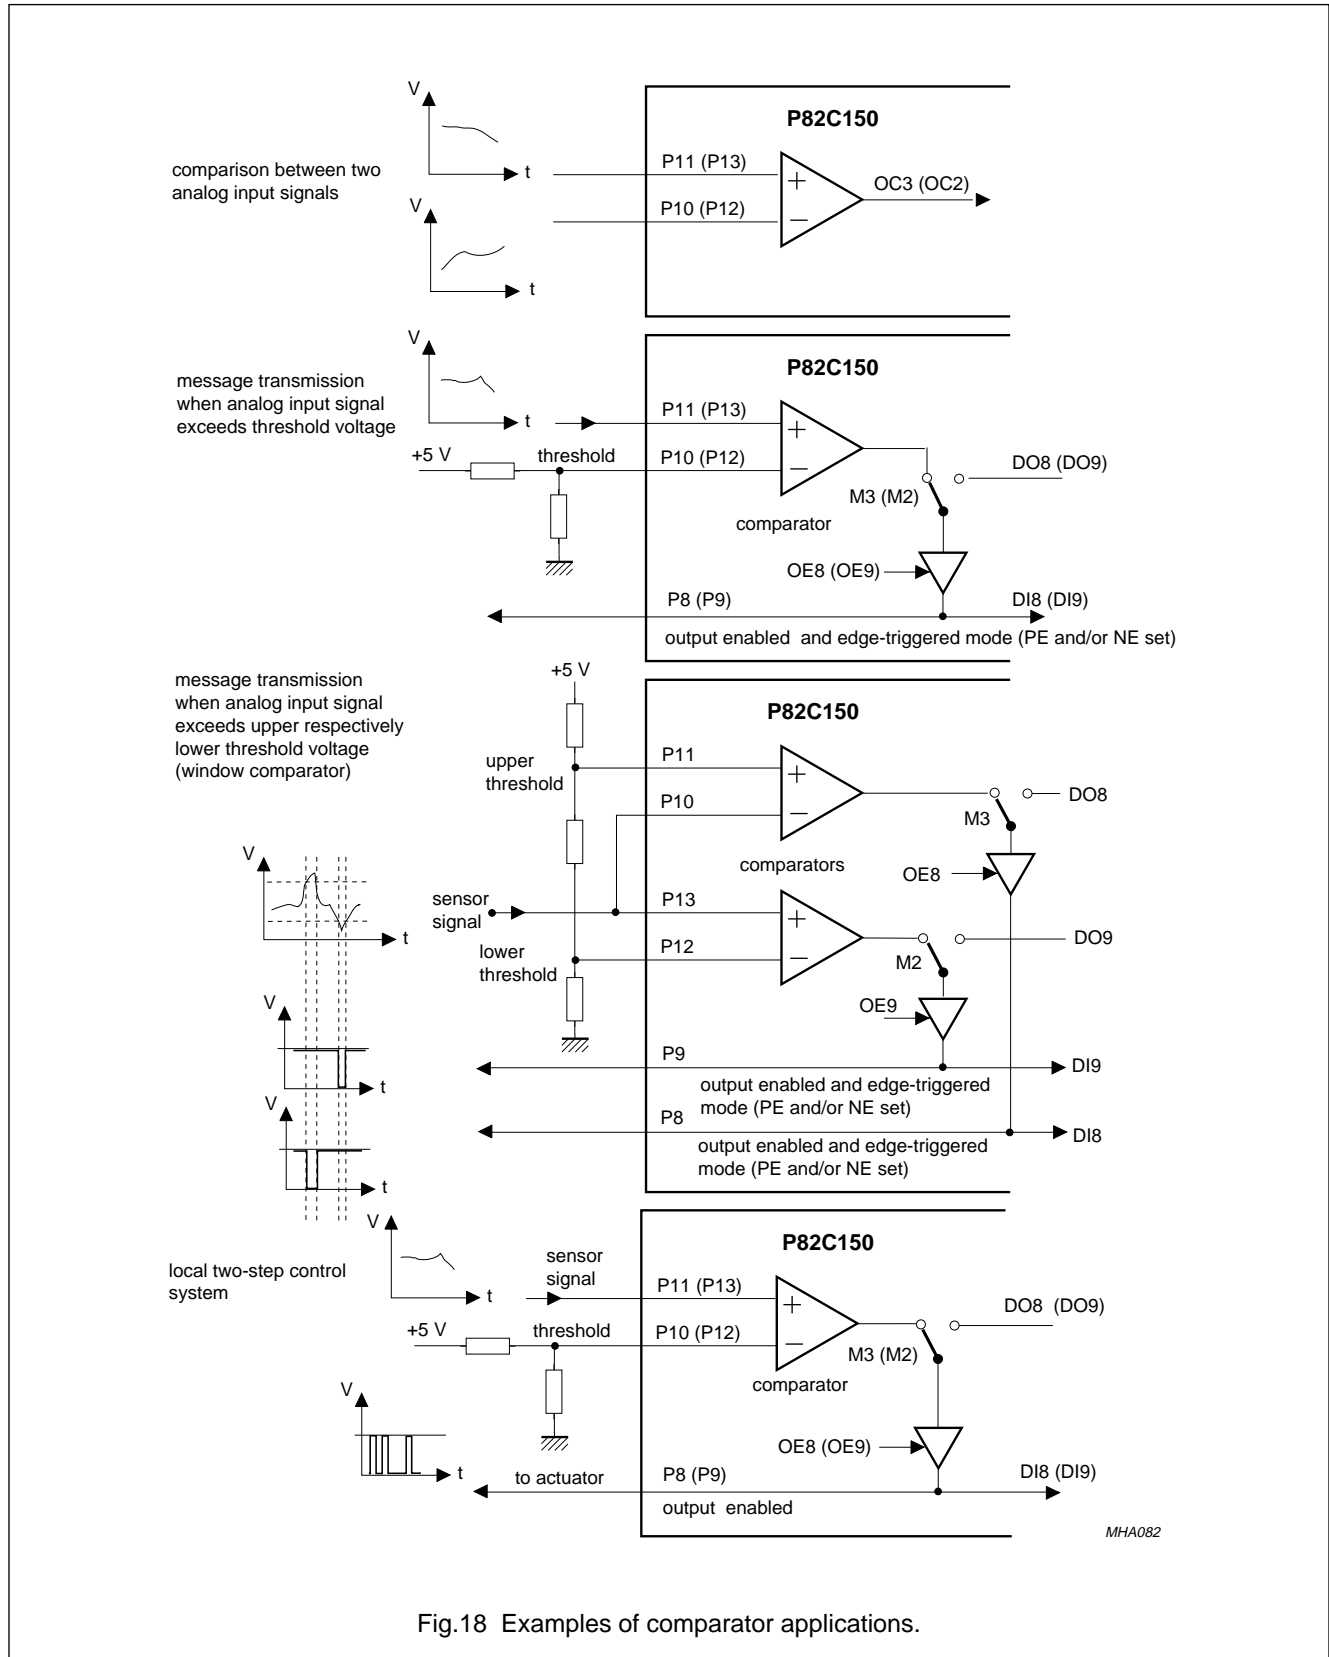 V
P82C150
comparison between two
analog input signals
t
P11 (P13)
+
OC3 (OC2)
V
P10 (P12)
−
t
V
P82C150
message transmission
when analog input signal
exceeds threshold voltage
t
P11 (P13)
+
+5 V
threshold
P10 (P12)
−
DO8 (DO9)
M3 (M2)
comparator
OE8 (OE9)
P8 (P9)
DI8 (DI9)
output enabled and edge-triggered mode (PE and/or NE set)
message transmission
when analog input signal
exceeds upper respectively
lower threshold voltage
(window comparator)
+5 V
P82C150
upper
threshold
P11
+
P10
−
DO8
M3
V
comparators
OE8
sensor
signal
P13
+
t
lower
threshold
P12
−
M2
DO9
V
OE9
t
P9
DI9
output enabled and edge-triggered
mode (PE and/or NE set)
V
P8
DI8
output enabled and edge-triggered
mode (PE and/or NE set)
t
V
P82C150
local two-step control
system
sensor
signal
t
P11 (P13)
+
DO8 (DO9)
+5 V
threshold
P10 (P12)
−
M3 (M2)
comparator
V
OE8 (OE9)
t
to actuator
P8 (P9)
DI8 (DI9)
output enabled
MHA082
Fig.18 Examples of comparator applications.